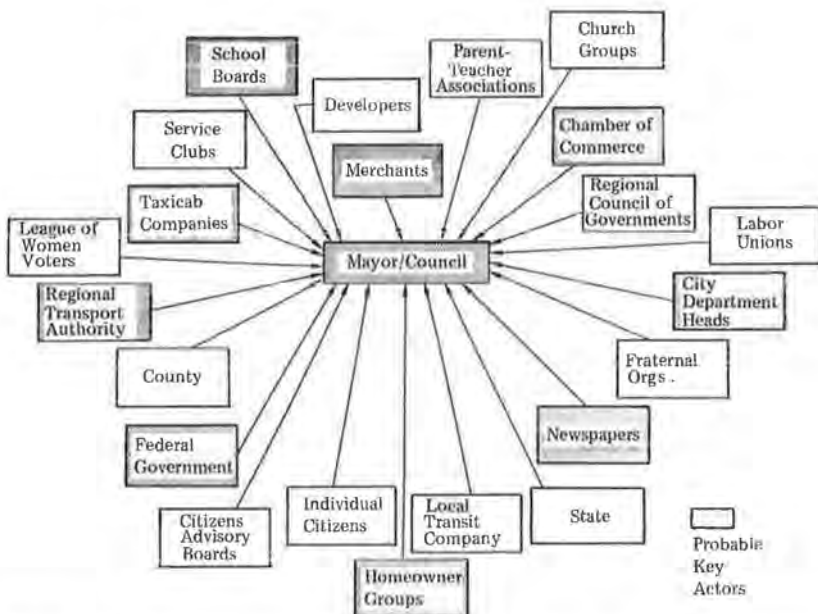 School
Boards
Developers
Parent-
Teacher
Associations
Church
Groups
Service
Clubs
Merchants
Chamber of
Commerce
Taxicab
Companies
Regional
Council of
Governments
League of
Women
Voters
Mayor/Council
Labor
Unions
Regional
Transport
Authority
City
Department
Heads
County
Fraternal
Orgs .
Federal
Government
Newspapers
Citizens
Advisory
Boards
Individual
Citizens
Local
Transit
Company
State
Homeowner
Groups
Probable
Key
Actors